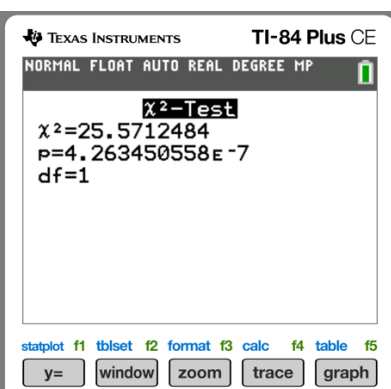 TEXAS INSTRUMENTS TI-84 Plus CE
NORMAL FLOAT AUTO REAL DEGREE MP
χ²-Test
χ²=25.5712484
p=4.263450558ᴇ-7
df=1
statplot f1 tblset f2 format f3 calc f4 table f5
y= window zoom trace graph